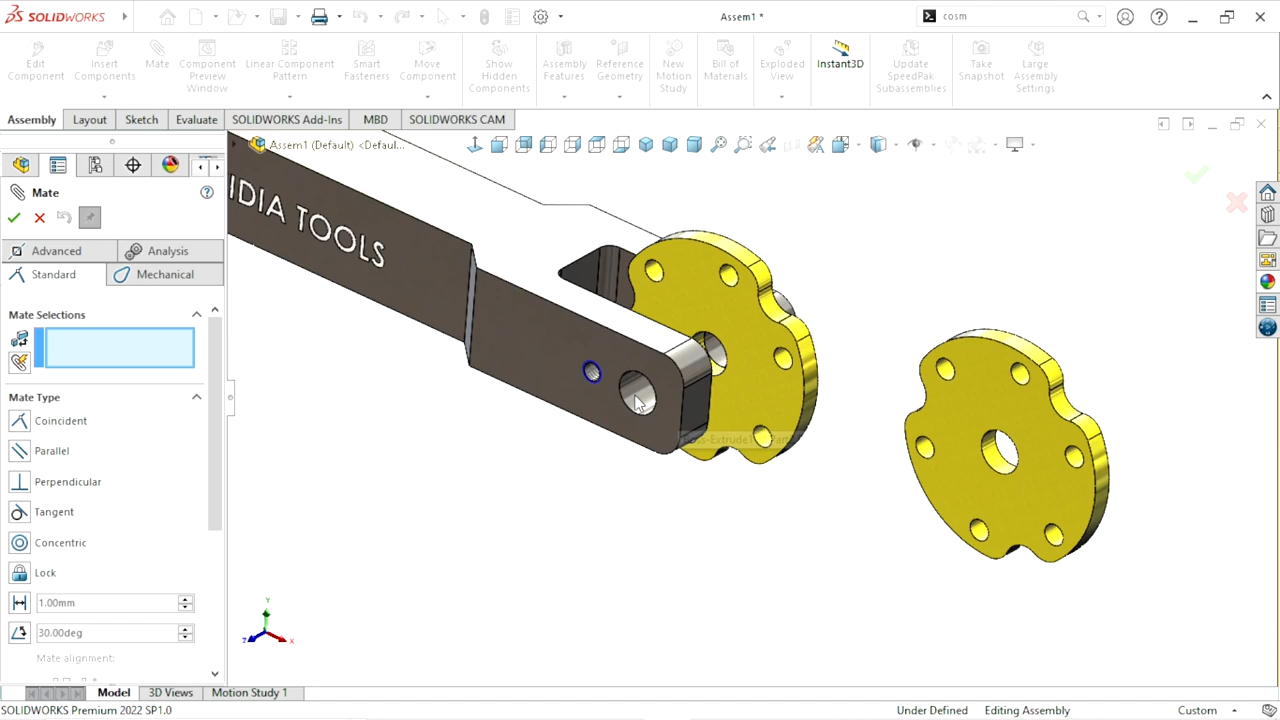 SOLIDWORKS
Assem1 *
cosm
Edit Component
Insert Components
Mate
Component Preview Window
Linear Component Pattern
Smart Fasteners
Move Component
Show Hidden Components
Assembly Features
Reference Geometry
New Motion Study
Bill of Materials
Exploded View
Instant3D
Update SpeedPak Subassemblies
Take Snapshot
Large Assembly Settings
Assembly
Layout
Sketch
Evaluate
SOLIDWORKS Add-Ins
MBD
SOLIDWORKS CAM
Assem1 (Default) <Defaul...
Mate
Advanced
Analysis
Standard
Mechanical
Mate Selections
Mate Type
Coincident
Parallel
Perpendicular
Tangent
Concentric
Lock
1.00mm
30.00deg
Mate alignment:
IDIA TOOLS
Y
Z
X
Model
3D Views
Motion Study 1
SOLIDWORKS Premium 2022 SP1.0
Under Defined
Editing Assembly
Custom